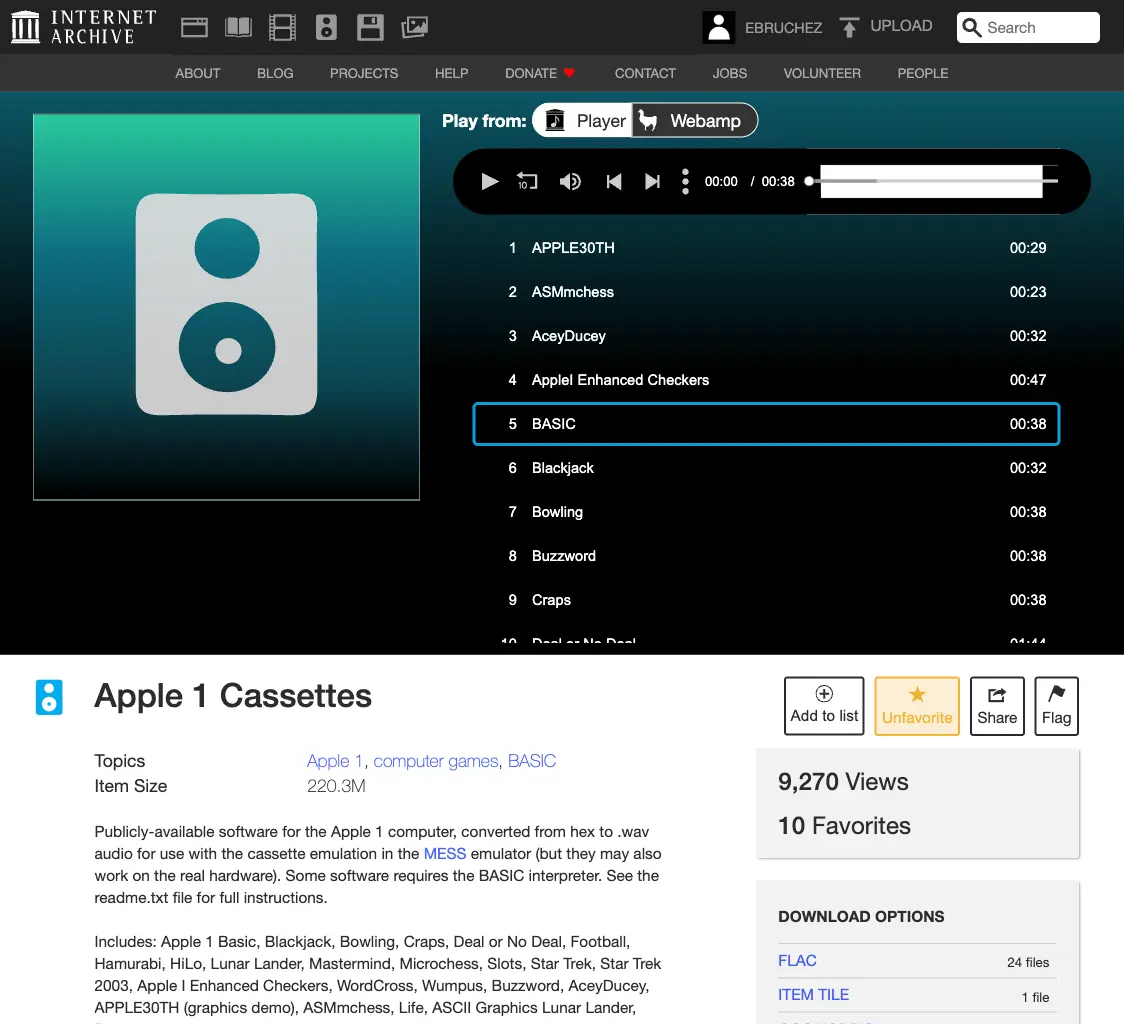 INTERNET
ARCHIVE
EBRUCHEZ
UPLOAD
Search
ABOUT BLOG PROJECTS HELP DONATE CONTACT JOBS VOLUNTEER PEOPLE
Play from: Player Webamp
10 00:00 / 00:38
1 APPLE30TH 00:29
2 ASMmchess 00:23
3 AceyDucey 00:32
4 AppleI Enhanced Checkers 00:47
5 BASIC 00:38
6 Blackjack 00:32
7 Bowling 00:38
8 Buzzword 00:38
9 Craps 00:38
10 Deal or No Deal 01:44
Apple 1 Cassettes
Add to list
Unfavorite
Share
Flag
Topics Apple 1, computer games, BASIC
Item Size 220.3M
9,270 Views
10 Favorites
Publicly-available software for the Apple 1 computer, converted from hex to .wav
audio for use with the cassette emulation in the MESS emulator (but they may also
work on the real hardware). Some software requires the BASIC interpreter. See the
readme.txt file for full instructions.
Includes: Apple 1 Basic, Blackjack, Bowling, Craps, Deal or No Deal, Football,
Hamurabi, HiLo, Lunar Lander, Mastermind, Microchess, Slots, Star Trek, Star Trek
2003, Apple I Enhanced Checkers, WordCross, Wumpus, Buzzword, AceyDucey,
APPLE30TH (graphics demo), ASMmchess, Life, ASCII Graphics Lunar Lander,
DOWNLOAD OPTIONS
FLAC 24 files
ITEM TILE 1 file